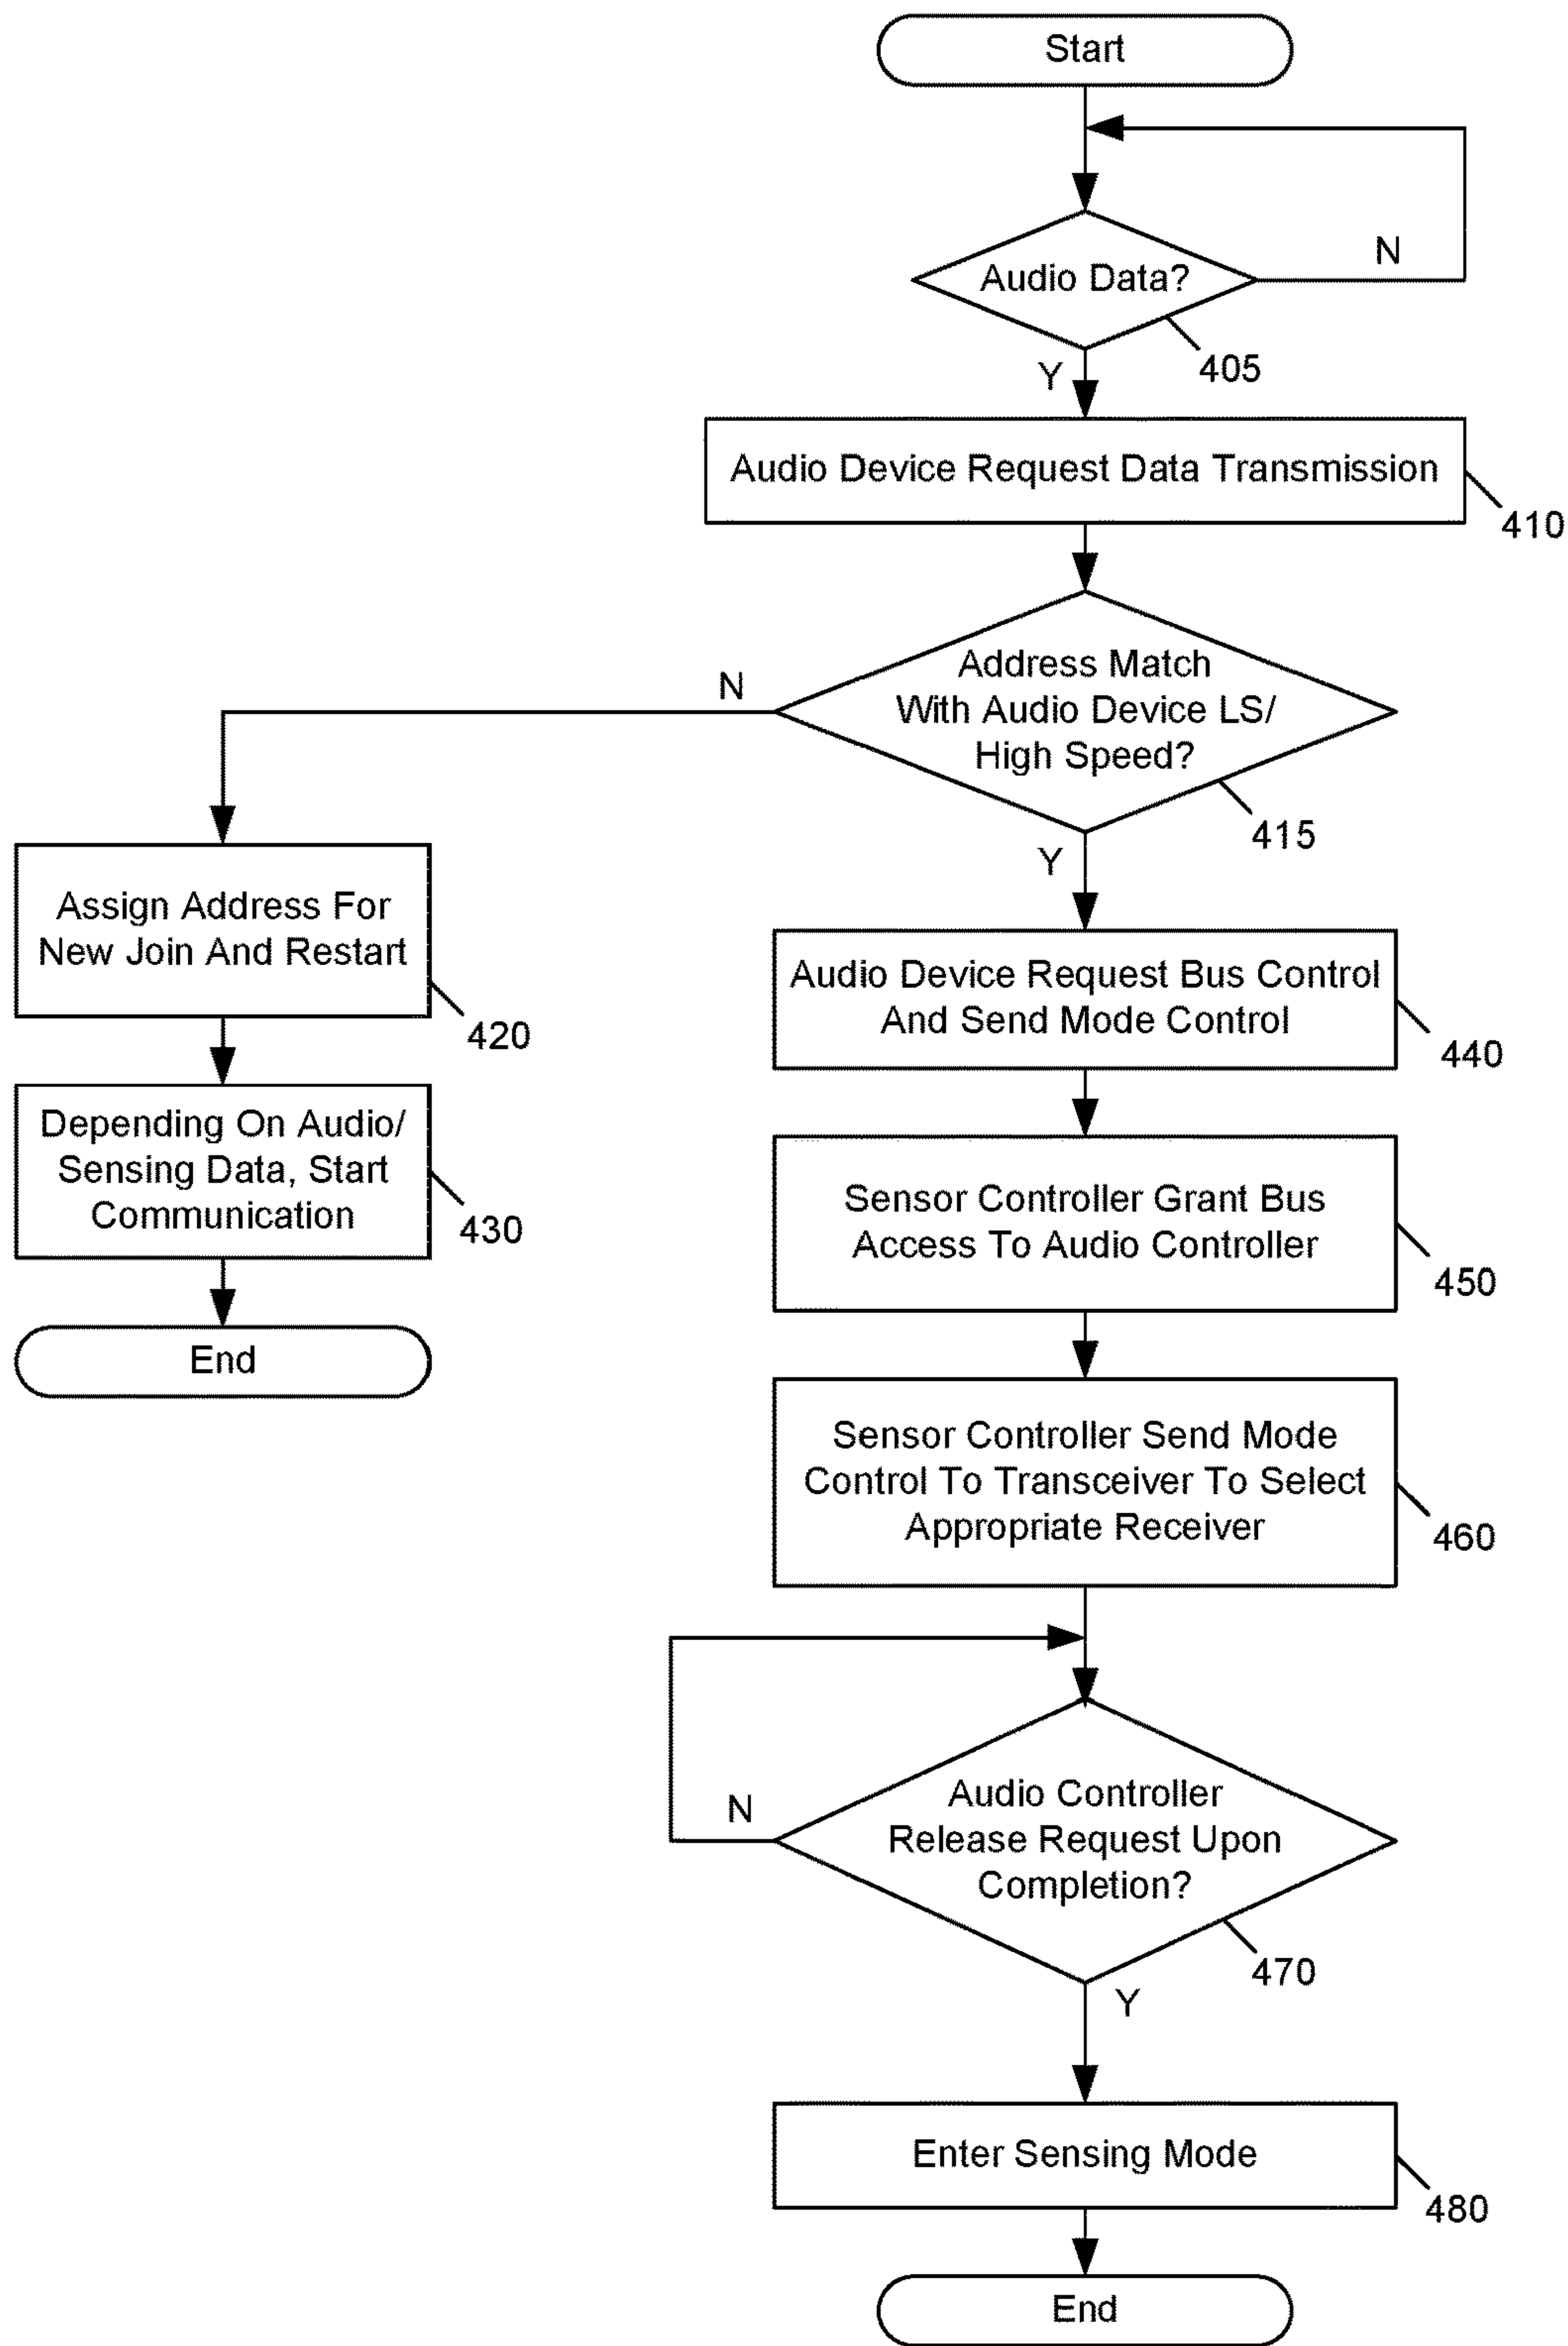 Start
Audio Data?
N
405
Y
Audio Device Request Data Transmission
410
Address Match
With Audio Device LS/
High Speed?
N
415
Y
Assign Address For
New Join And Restart
420
Depending On Audio/
Sensing Data, Start
Communication
430
End
Audio Device Request Bus Control
And Send Mode Control
440
Sensor Controller Grant Bus
Access To Audio Controller
450
Sensor Controller Send Mode
Control To Transceiver To Select
Appropriate Receiver
460
Audio Controller
Release Request Upon
Completion?
N
470
Y
Enter Sensing Mode
480
End